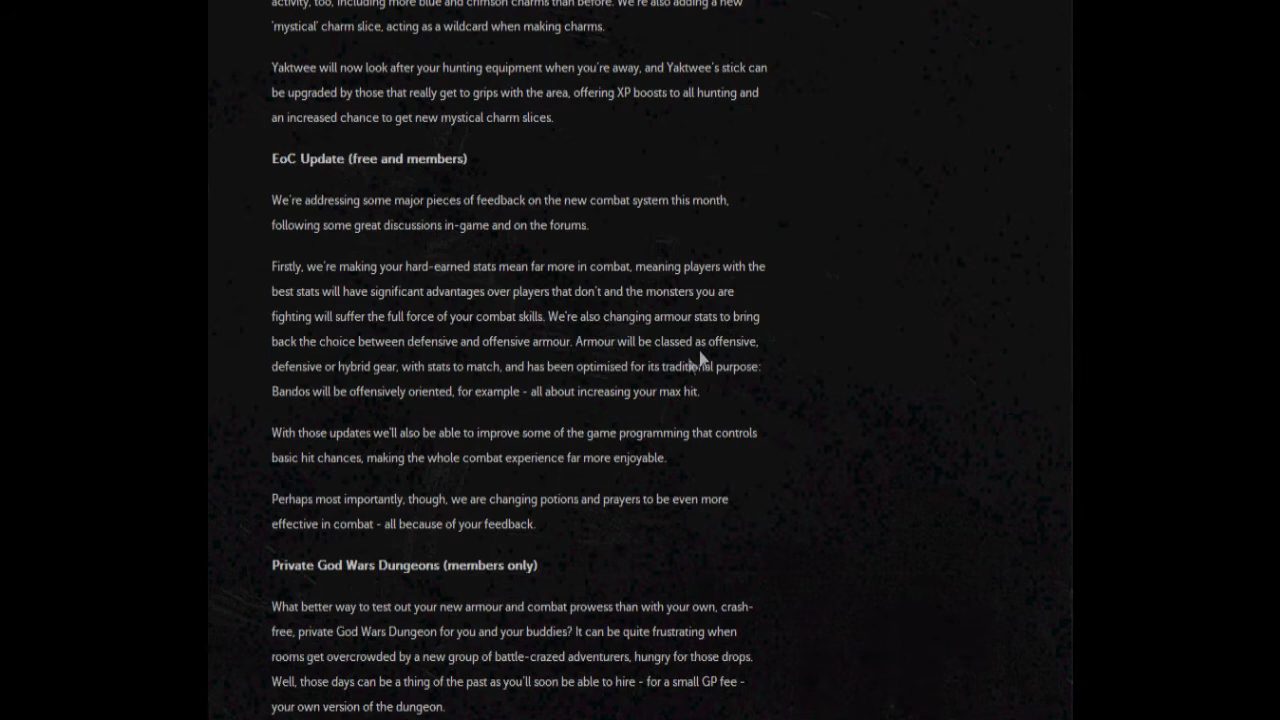 activity, too, including more blue and crimson charms than before. We're also adding a new
'mystical' charm slice, acting as a wildcard when making charms.
Yaktwee will now look after your hunting equipment when you're away, and Yaktwee's stick can
be upgraded by those that really get to grips with the area, offering XP boosts to all hunting and
an increased chance to get new mystical charm slices.
EoC Update (free and members)
We're addressing some major pieces of feedback on the new combat system this month,
following some great discussions in-game and on the forums.
Firstly, we're making your hard-earned stats mean far more in combat, meaning players with the
best stats will have significant advantages over players that don't and the monsters you are
fighting will suffer the full force of your combat skills. We're also changing armour stats to bring
back the choice between defensive and offensive armour. Armour will be classed as offensive,
defensive or hybrid gear, with stats to match, and has been optimised for its traditional purpose:
Bandos will be offensively oriented, for example - all about increasing your max hit.
With those updates we'll also be able to improve some of the game programming that controls
basic hit chances, making the whole combat experience far more enjoyable.
Perhaps most importantly, though, we are changing potions and prayers to be even more
effective in combat - all because of your feedback.
Private God Wars Dungeons (members only)
What better way to test out your new armour and combat prowess than with your own, crash-
free, private God Wars Dungeon for you and your buddies? It can be quite frustrating when
rooms get overcrowded by a new group of battle-crazed adventurers, hungry for those drops.
Well, those days can be a thing of the past as you'll soon be able to hire - for a small GP fee -
your own version of the dungeon.